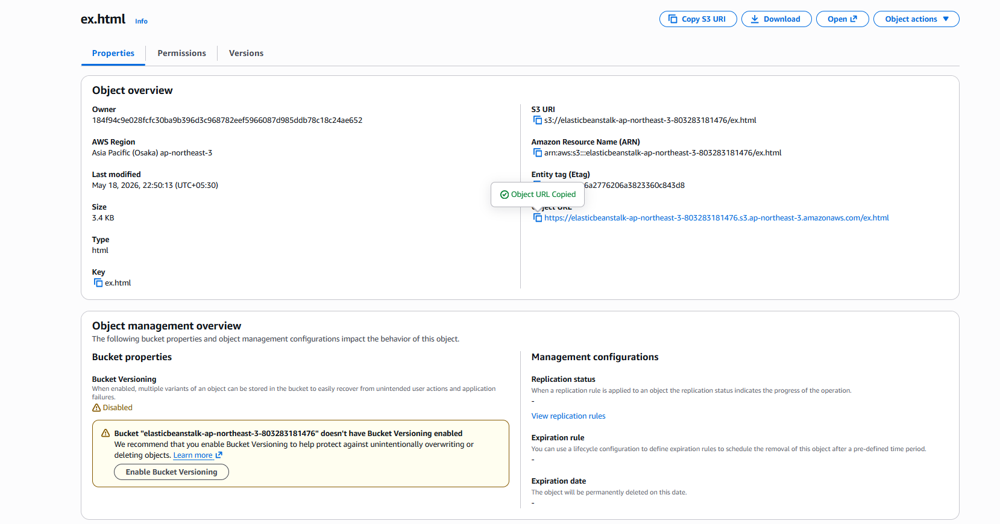 ex.html Info
Copy S3 URI Download Open Object actions
Properties Permissions Versions
Object overview
Owner
184f94c9e028fcfc30ba9b396d3c968782eef5966087d985ddb78c18c24ae652
AWS Region
Asia Pacific (Osaka) ap-northeast-3
Last modified
May 18, 2026, 22:50:13 (UTC+05:30)
Size
3.4 KB
Type
html
Key
ex.html
S3 URI
s3://elasticbeanstalk-ap-northeast-3-803283181476/ex.html
Amazon Resource Name (ARN)
arn:aws:s3:::elasticbeanstalk-ap-northeast-3-803283181476/ex.html
Entity tag (Etag)
6a2776206a3823360c843d8
Object URL Copied
Object URL
https://elasticbeanstalk-ap-northeast-3-803283181476.s3.ap-northeast-3.amazonaws.com/ex.html
Object management overview
The following bucket properties and object management configurations impact the behavior of this object.
Bucket properties
Bucket Versioning
When enabled, multiple variants of an object can be stored in the bucket to easily recover from unintended user actions and application
failures.
Disabled
Bucket "elasticbeanstalk-ap-northeast-3-803283181476" doesn't have Bucket Versioning enabled
We recommend that you enable Bucket Versioning to help protect against unintentionally overwriting or
deleting objects. Learn more
Enable Bucket Versioning
Management configurations
Replication status
When a replication rule is applied to an object the replication status indicates the progress of the operation.
-
View replication rules
Expiration rule
You can use a lifecycle configuration to define expiration rules to schedule the removal of this object after a pre-defined time period.
-
Expiration date
The object will be permanently deleted on this date.
-